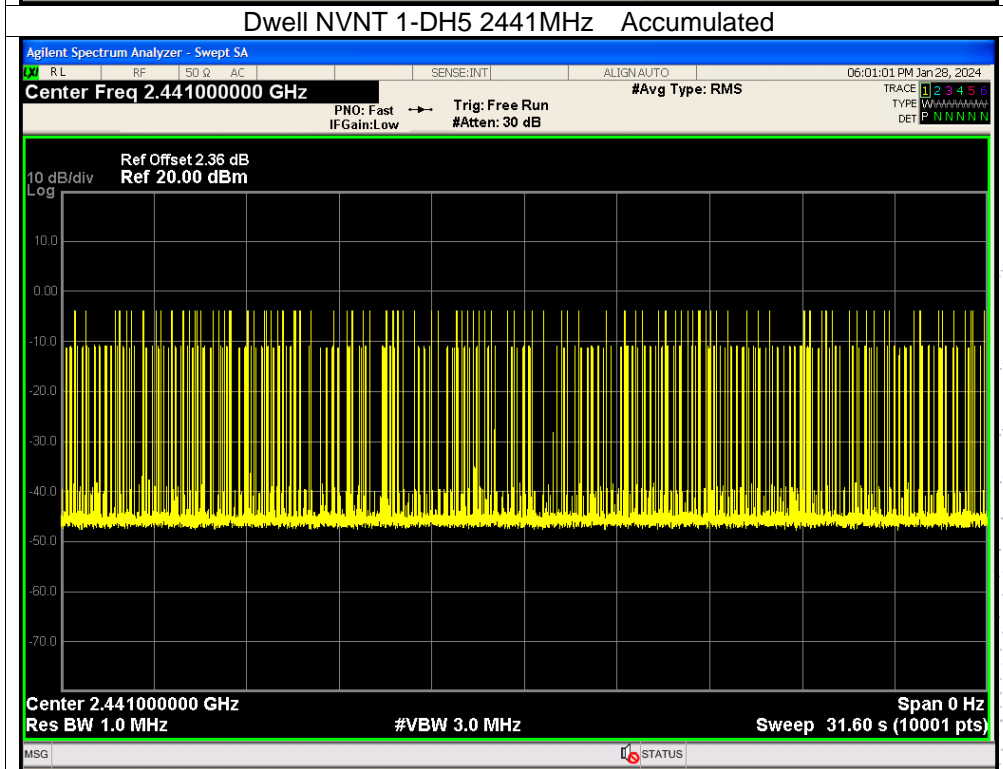 Dwell NVNT 1-DH5 2441MHz Accumulated
Agilent Spectrum Analyzer - Swept SA
LXI RL RF 50 Ω AC SENSE:INT ALIGN AUTO 06:01:01 PM Jan 28, 2024
Center Freq 2.441000000 GHz #Avg Type: RMS TRACE 1 2 3 4 5 6
PNO: Fast Trig: Free Run TYPE WWWWWW
IFGain:Low #Atten: 30 dB DET P N N N N N
Ref Offset 2.36 dB
10 dB/div Ref 20.00 dBm
Log
10.0
0.00
-10.0
-20.0
-30.0
-40.0
-50.0
-60.0
-70.0
Center 2.441000000 GHz Span 0 Hz
Res BW 1.0 MHz #VBW 3.0 MHz Sweep 31.60 s (10001 pts)
MSG STATUS